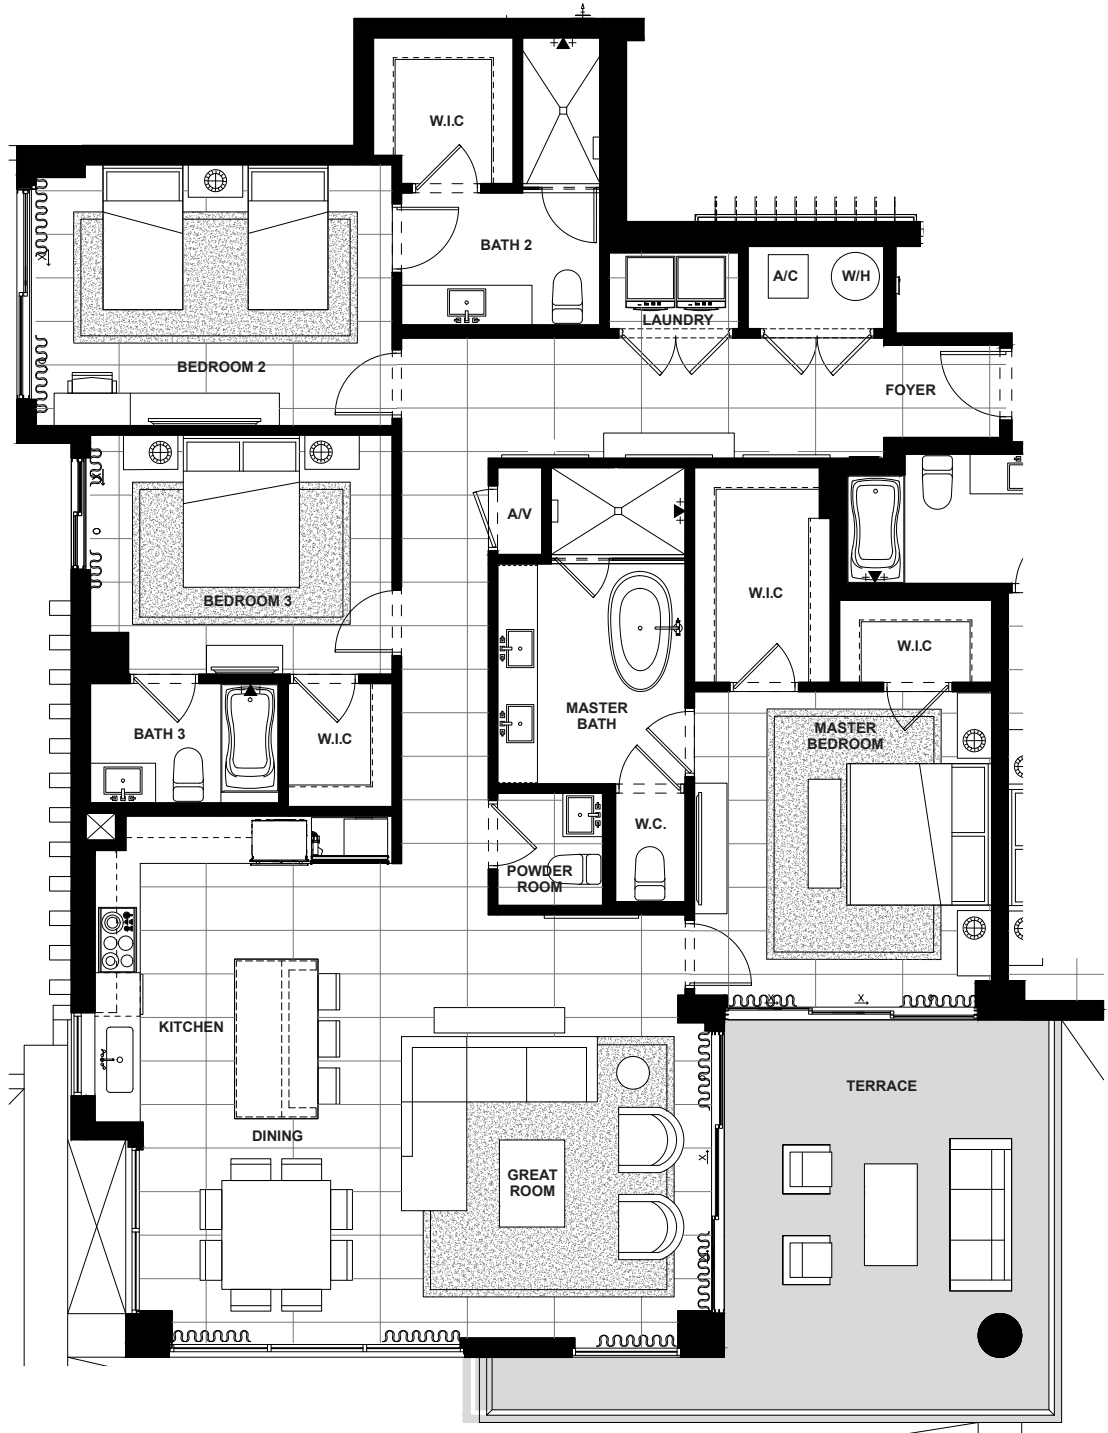 W.I.C
BATH 2
A/C
W/H
LAUNDRY
BEDROOM 2
FOYER
A/V
BEDROOM 3
W.I.C
W.I.C
MASTER
BATH
BATH 3
W.I.C
MASTER
BEDROOM
W.C.
POWDER
ROOM
KITCHEN
TERRACE
DINING
GREAT
ROOM